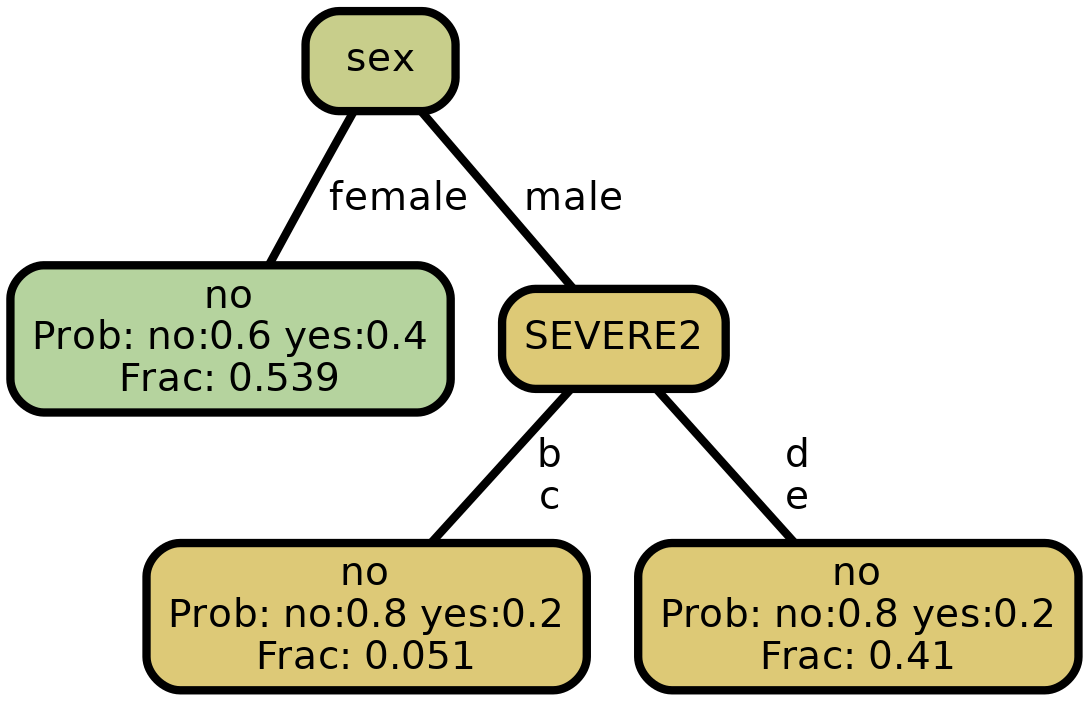 sex
female
male
no
Prob: no:0.6 yes:0.4
Frac: 0.539
SEVERE2
b
c
d
e
no
Prob: no:0.8 yes:0.2
Frac: 0.051
no
Prob: no:0.8 yes:0.2
Frac: 0.41